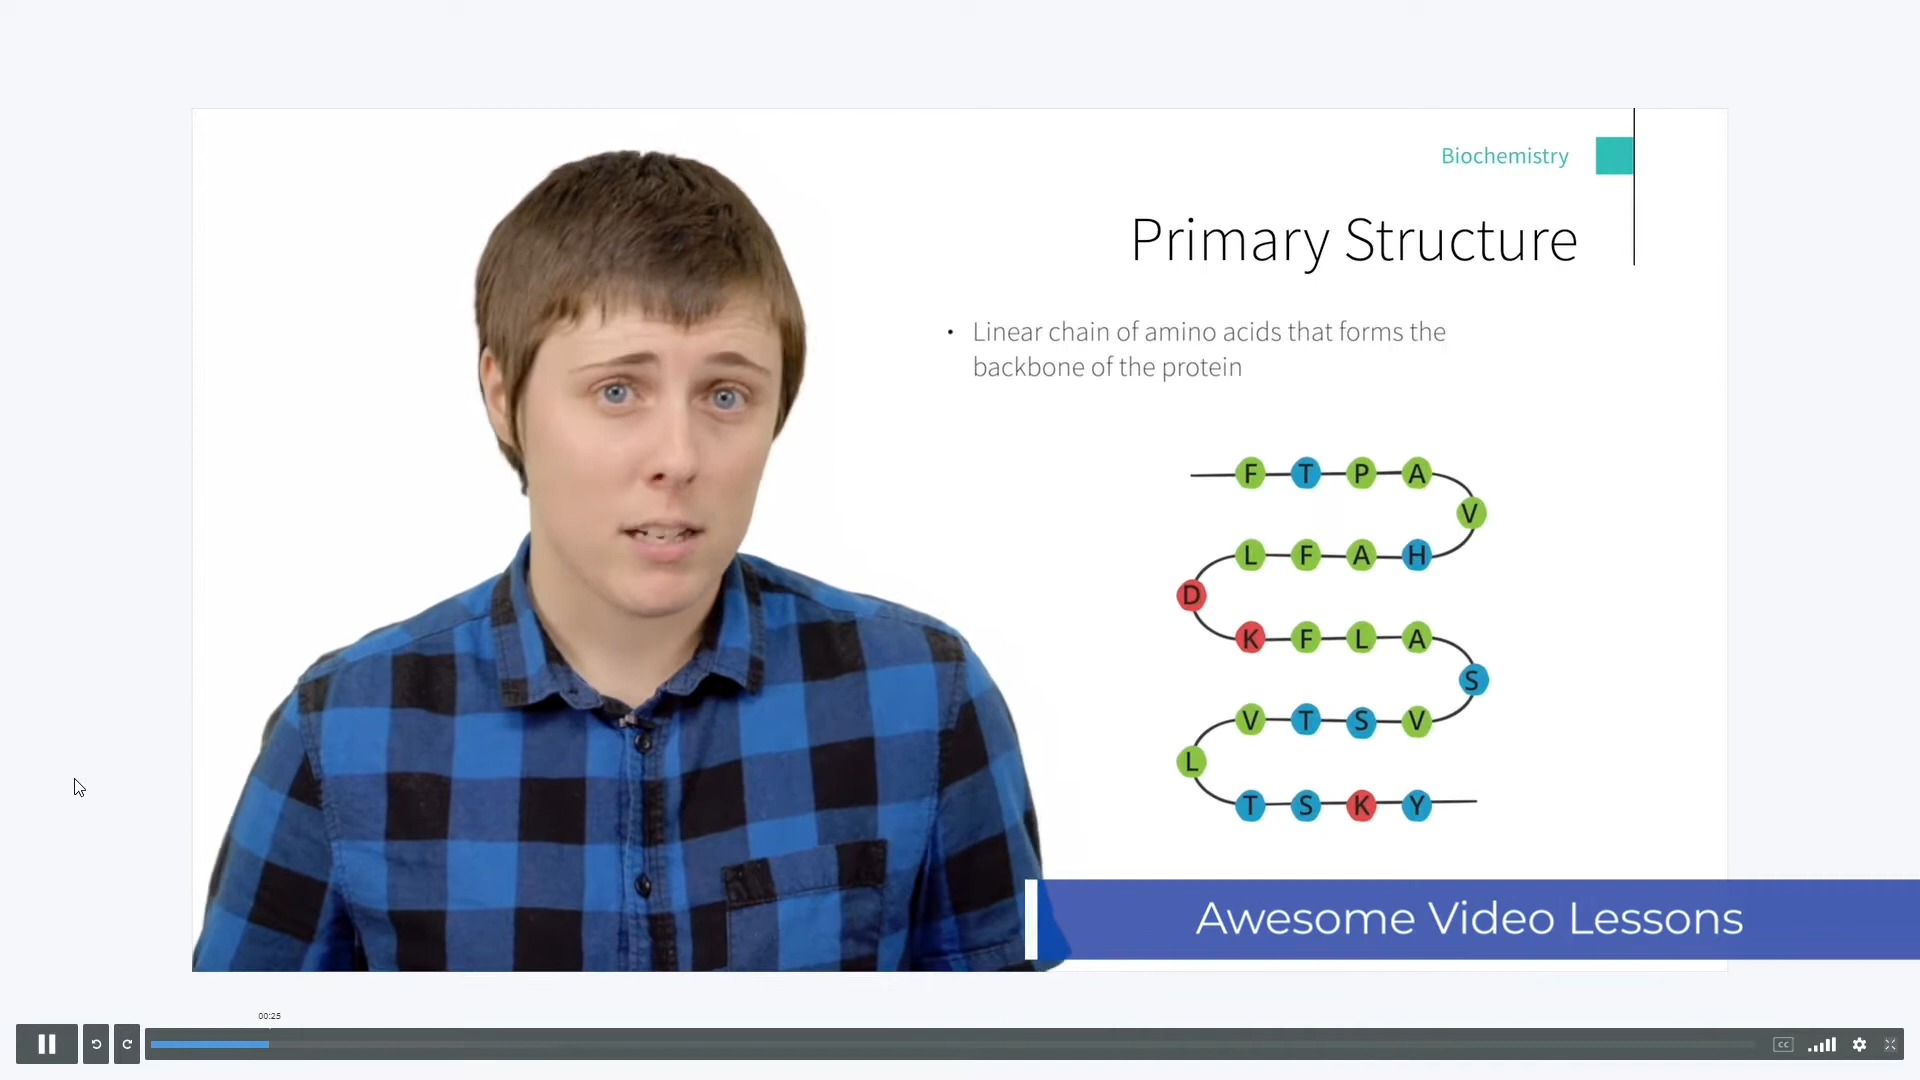 Biochemistry
Primary Structure
• Linear chain of amino acids that forms the
backbone of the protein
F T P A
V
L F A H
D
K F L A
S
V T S V
L
T S K Y
Awesome Video Lessons
00:25
CC